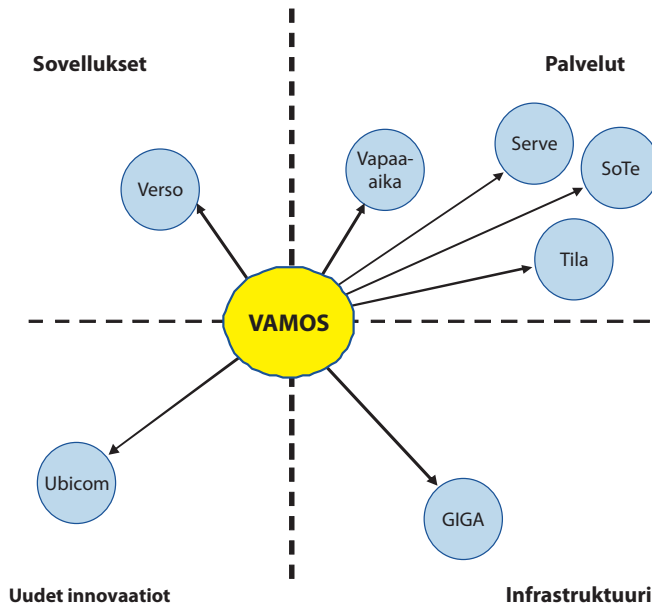 Sovellukset
Palvelut
Verso
Vapaa-
aika
Serve
SoTe
Tila
VAMOS
Ubicom
GIGA
Uudet innovaatiot
Infrastruktuuri